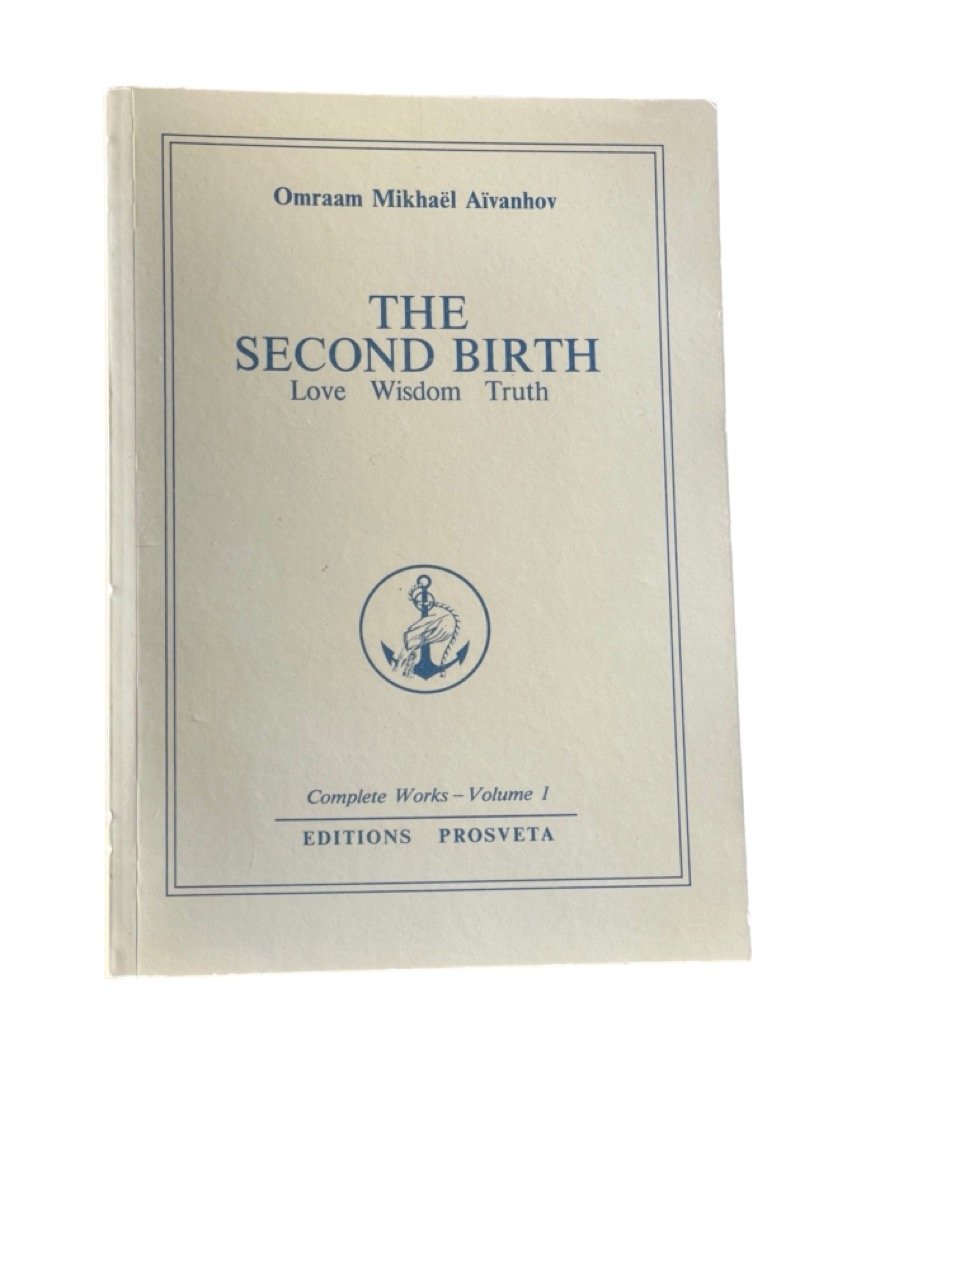 Omraam Mikhaël Aïvanhov
THE
SECOND BIRTH
Love Wisdom Truth
Complete Works – Volume 1
EDITIONS PROSVETA